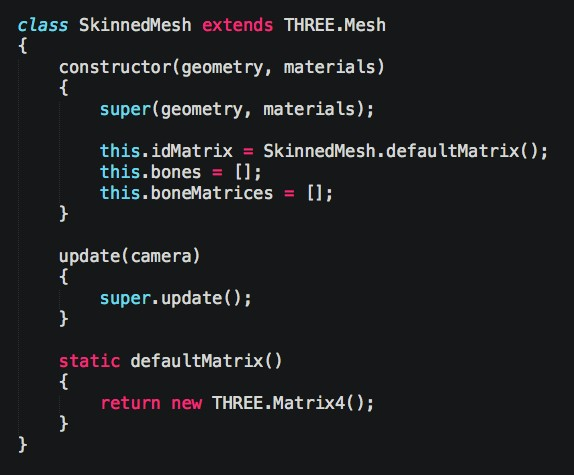 class SkinnedMesh extends THREE.Mesh
{
    constructor(geometry, materials)
    {
        super(geometry, materials);

        this.idMatrix = SkinnedMesh.defaultMatrix();
        this.bones = [];
        this.boneMatrices = [];
    }

    update(camera)
    {
        super.update();
    }

    static defaultMatrix()
    {
        return new THREE.Matrix4();
    }
}